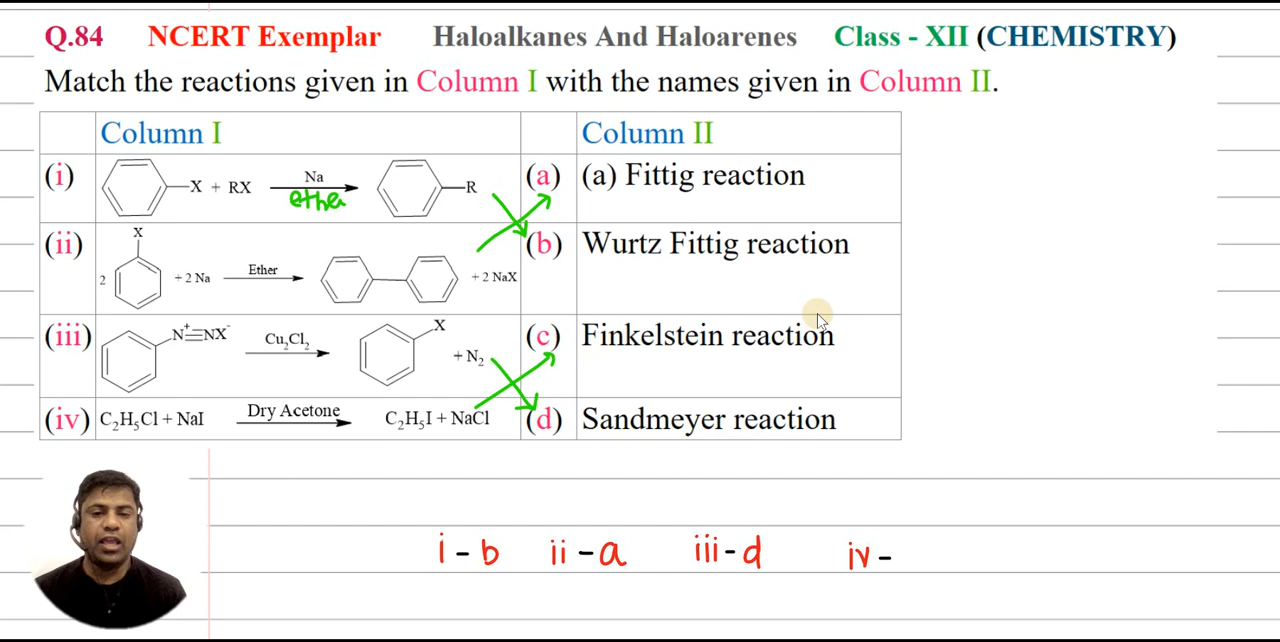 Q.84 NCERT Exemplar Haloalkanes And Haloarenes Class - XII (CHEMISTRY)
Match the reactions given in Column I with the names given in Column II.
Column I Column II
(i) X + RX Na ether R (a) (a) Fittig reaction
(ii) 2 X + 2 Na Ether + 2 NaX (b) Wurtz Fittig reaction
(iii) N⁺≡NX⁻ Cu₂Cl₂ X + N₂ (c) Finkelstein reaction
(iv) C₂H₅Cl + NaI Dry Acetone C₂H₅I + NaCl (d) Sandmeyer reaction
i - b ii - a iii - d iv -